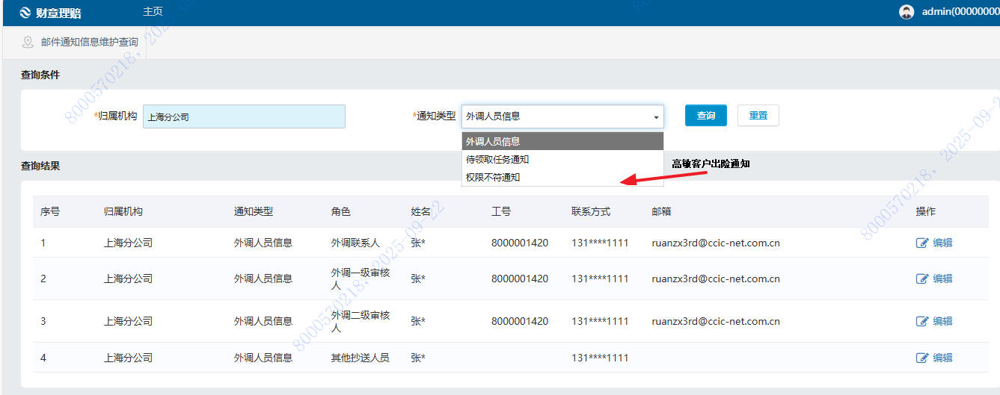 财意理赔
主页
admin(00000000
邮件通知信息维护查询
查询条件
*归属机构 上海分公司 *通知类型 外调人员信息 查询 重置
外调人员信息
待领取任务通知
权限不符通知
高敏客户出险通知
查询结果
序号 归属机构 通知类型 角色 姓名 工号 联系方式 邮箱 操作
1 上海分公司 外调人员信息 外调联系人 张* 8000001420 131****1111 ruanzx3rd@ccic-net.com.cn 编辑
2 上海分公司 外调人员信息 外调一级审核人 张* 8000001420 131****1111 ruanzx3rd@ccic-net.com.cn 编辑
3 上海分公司 外调人员信息 外调二级审核人 张* 8000001420 131****1111 ruanzx3rd@ccic-net.com.cn 编辑
4 上海分公司 外调人员信息 其他抄送人员 张* 131****1111 编辑
8000570218, 2025-09-22
8000570218, 2025-09-22
8000570218, 2025-09-2